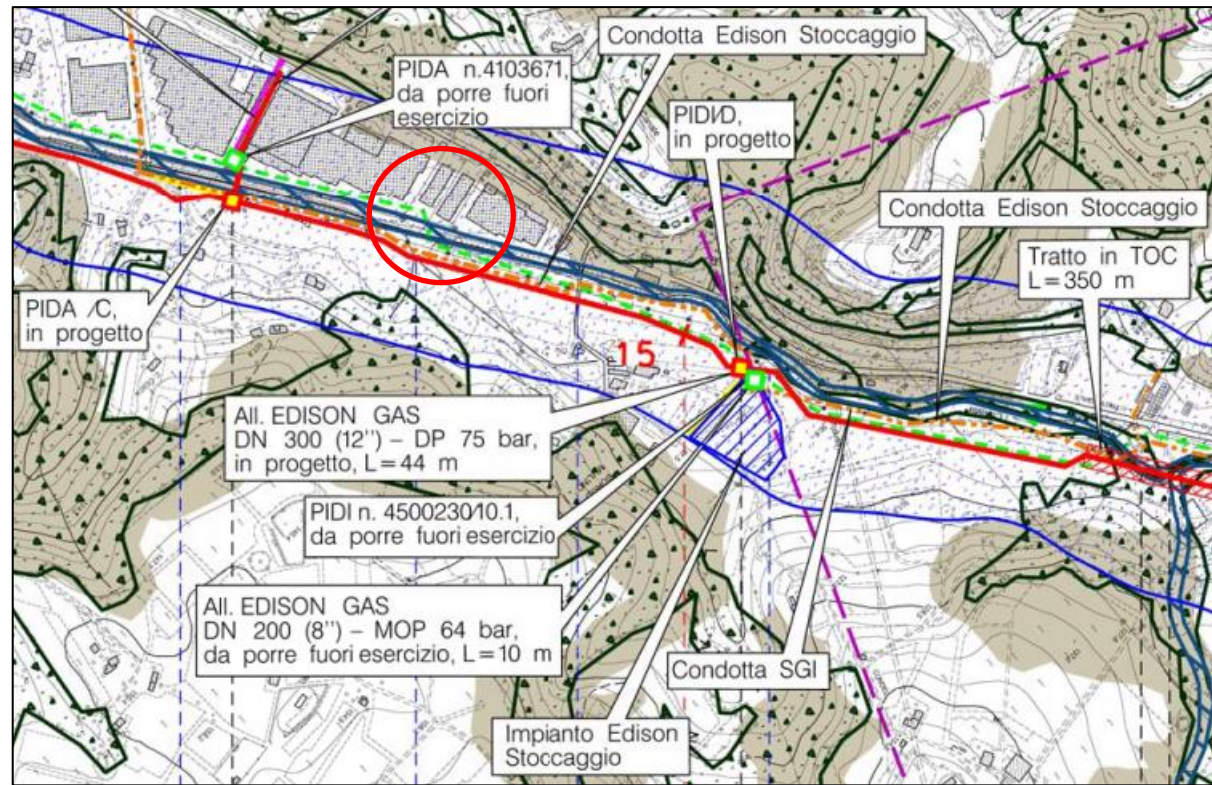 Condotta Edison Stoccaggio
PIDA n.4103671,
da porre fuori
esercizio
PIDI/D,
in progetto
Condotta Edison Stoccaggio
Tratto in TOC
L=350 m
PIDA /C,
in progetto
15
All. EDISON GAS
DN 300 (12'') – DP 75 bar,
in progetto, L=44 m
PIDI n. 4500230/10.1,
da porre fuori esercizio
All. EDISON GAS
DN 200 (8'') – MOP 64 bar,
da porre fuori esercizio, L=10 m
Condotta SGI
Impianto Edison
Stoccaggio